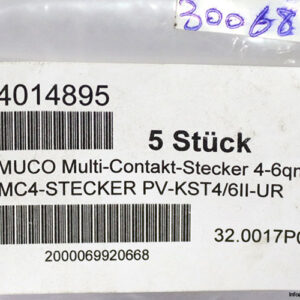 30068
4014895
5 Stück
MUCO Multi-Contakt-Stecker 4-6qm
MC4-STECKER PV-KST4/6II-UR
32.0017P0
2000069920668